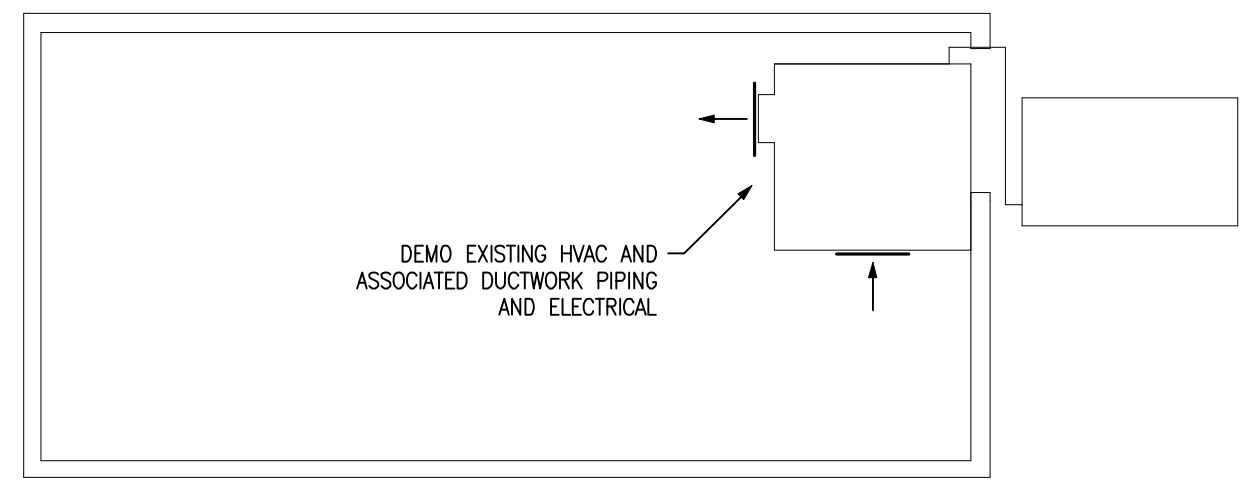 DEMO EXISTING HVAC AND
ASSOCIATED DUCTWORK PIPING
AND ELECTRICAL